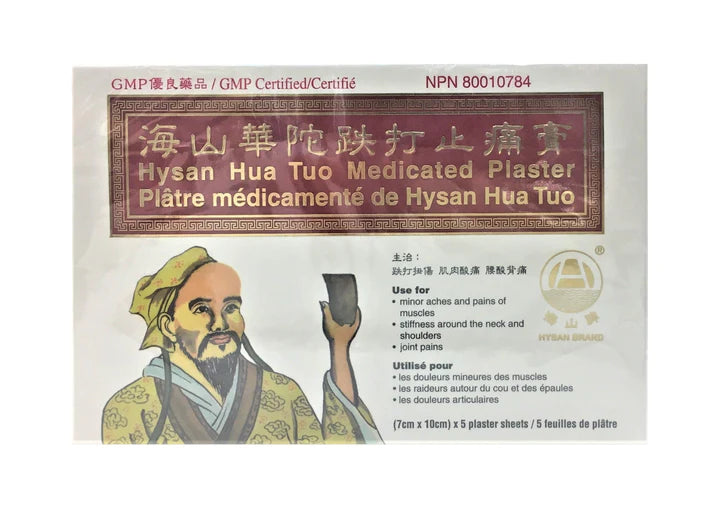 GMP優良藥品 / GMP Certified/Certifié
NPN 80010784
海山華陀跌打止痛膏
Hysan Hua Tuo Medicated Plaster
Plâtre médicamenté de Hysan Hua Tuo
主治：
跌打扭傷 肌肉酸痛 腰酸背痛
Use for
• minor aches and pains of
muscles
• stiffness around the neck and
shoulders
• joint pains
Utilisé pour
• les douleurs mineures des muscles
• les raideurs autour du cou et des épaules
• les douleurs articulaires
(7cm x 10cm) x 5 plaster sheets / 5 feuilles de plâtre
®
海山牌
HYSAN BRAND